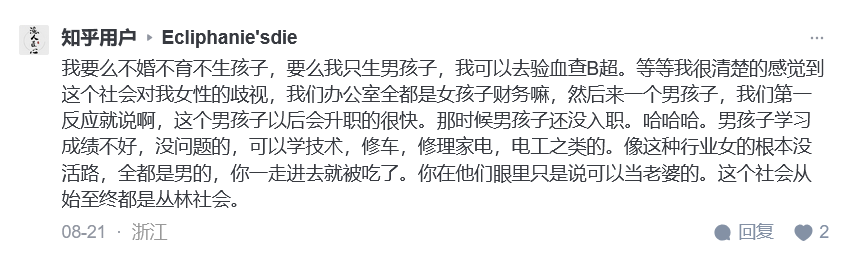 知乎用户 ▸ Ecliphanie'sdie
我要么不婚不育不生孩子，要么我只生男孩子，我可以去验血查B超。等等我很清楚的感觉到
这个社会对我女性的歧视，我们办公室全都是女孩子财务嘛，然后来一个男孩子，我们第一
反应就说啊，这个男孩子以后会升职的很快。那时候男孩子还没入职。哈哈哈。男孩子学习
成绩不好，没问题的，可以学技术，修车，修理家电，电工之类的。像这种行业女的根本没
活路，全都是男的，你一走进去就被吃了。你在他们眼里只是说可以当老婆的。这个社会从
始至终都是丛林社会。
08-21 · 浙江 回复 2